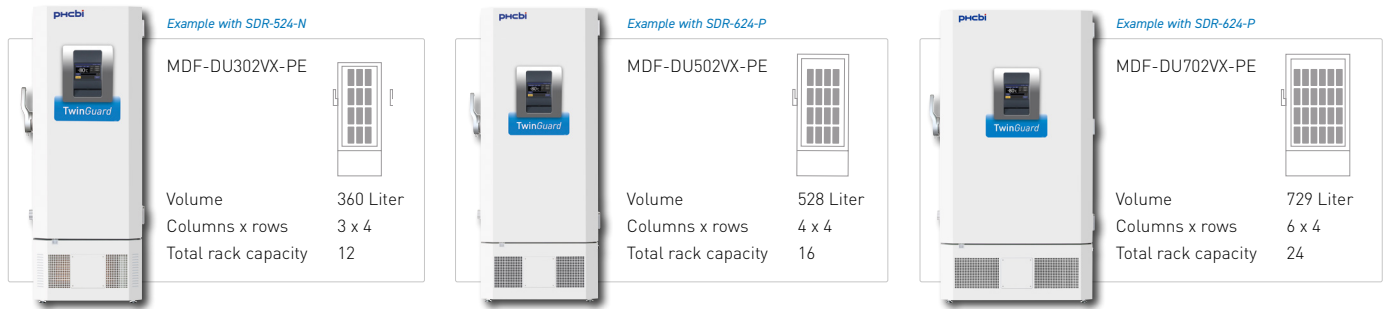 PHCbi
Example with SDR-524-N
MDF-DU302VX-PE
-80
TwinGuard
Volume 360 Liter
Columns x rows 3 x 4
Total rack capacity 12
PHCbi
Example with SDR-624-P
MDF-DU502VX-PE
-80
TwinGuard
Volume 528 Liter
Columns x rows 4 x 4
Total rack capacity 16
PHCbi
Example with SDR-624-P
MDF-DU702VX-PE
-80
TwinGuard
Volume 729 Liter
Columns x rows 6 x 4
Total rack capacity 24